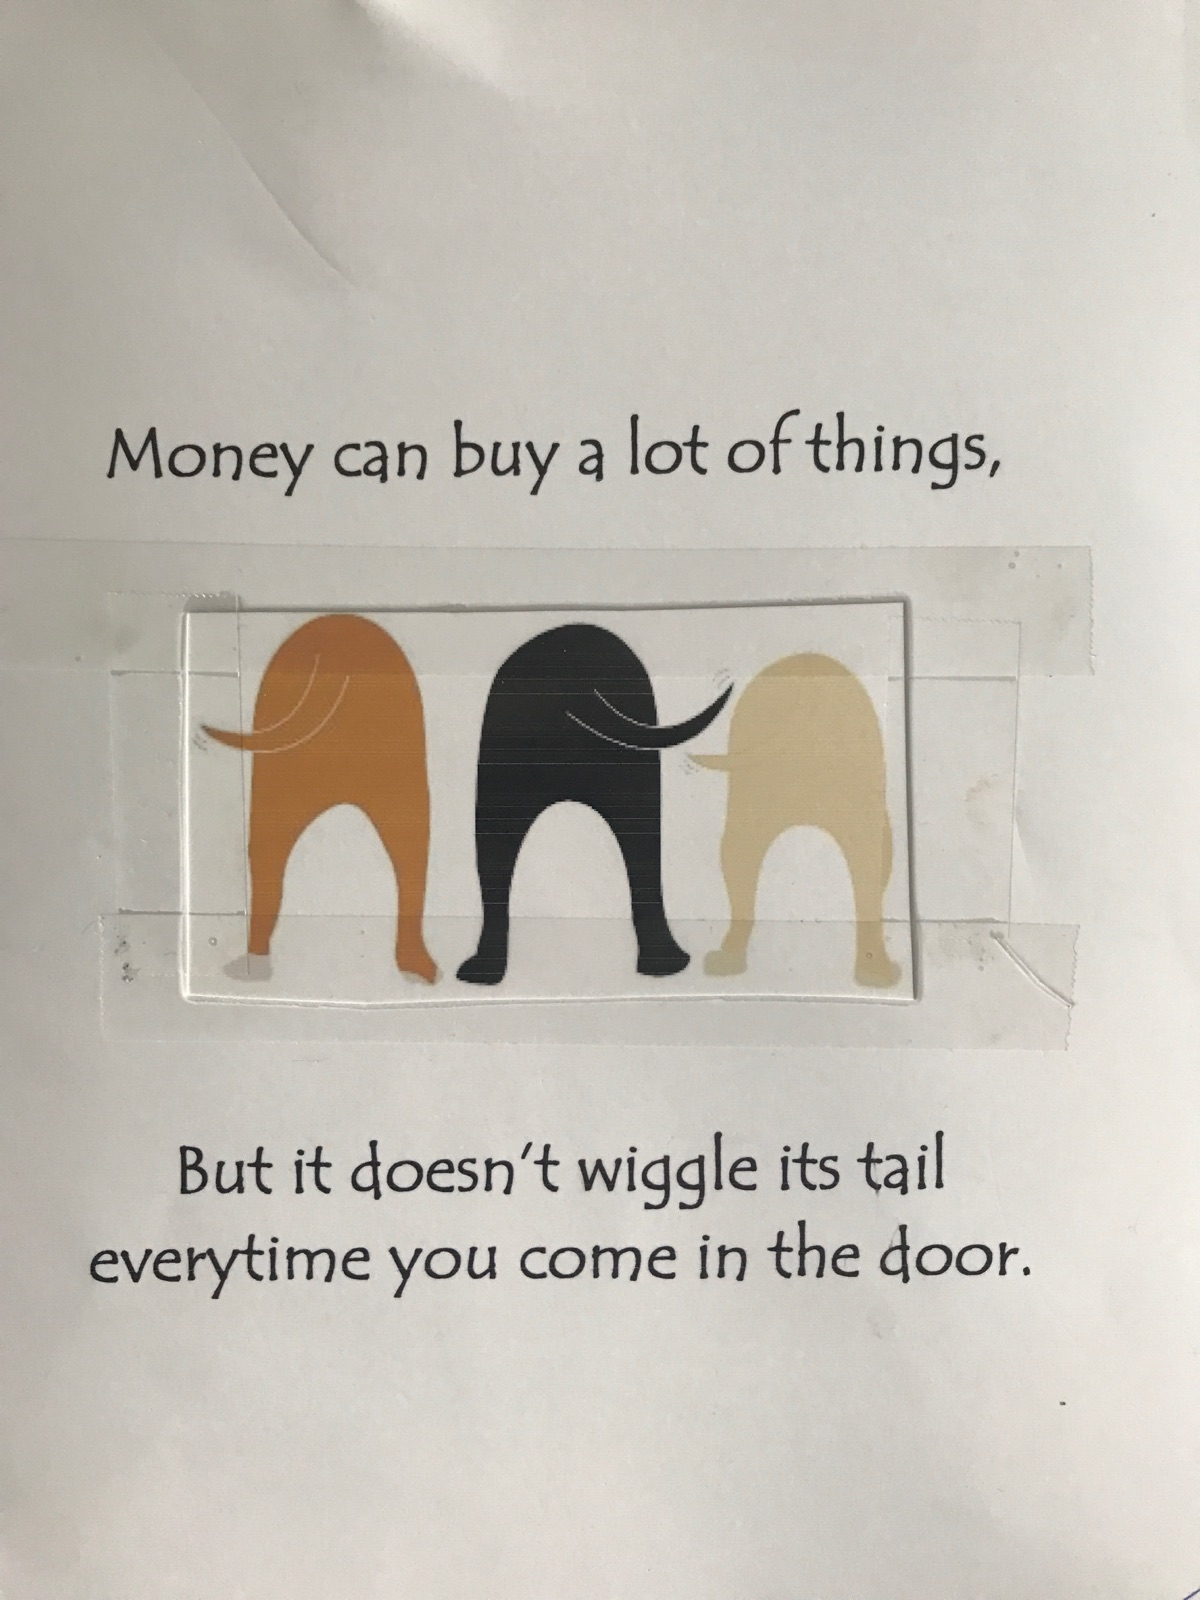 Money can buy a lot of things,
But it doesn't wiggle its tail
everytime you come in the door.